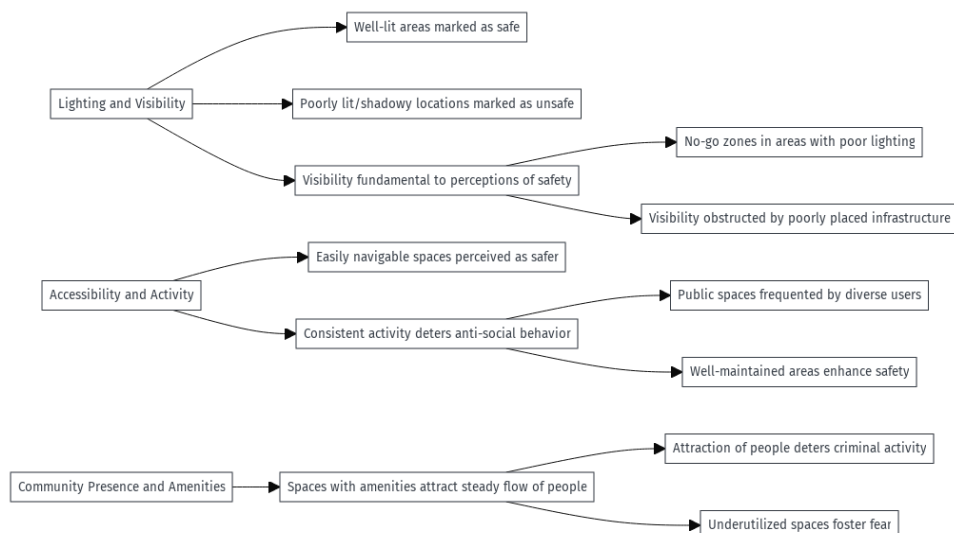 Well-lit areas marked as safe
Lighting and Visibility
Poorly lit/shadowy locations marked as unsafe
No-go zones in areas with poor lighting
Visibility fundamental to perceptions of safety
Visibility obstructed by poorly placed infrastructure
Easily navigable spaces perceived as safer
Accessibility and Activity
Public spaces frequented by diverse users
Consistent activity deters anti-social behavior
Well-maintained areas enhance safety
Attraction of people deters criminal activity
Community Presence and Amenities
Spaces with amenities attract steady flow of people
Underutilized spaces foster fear